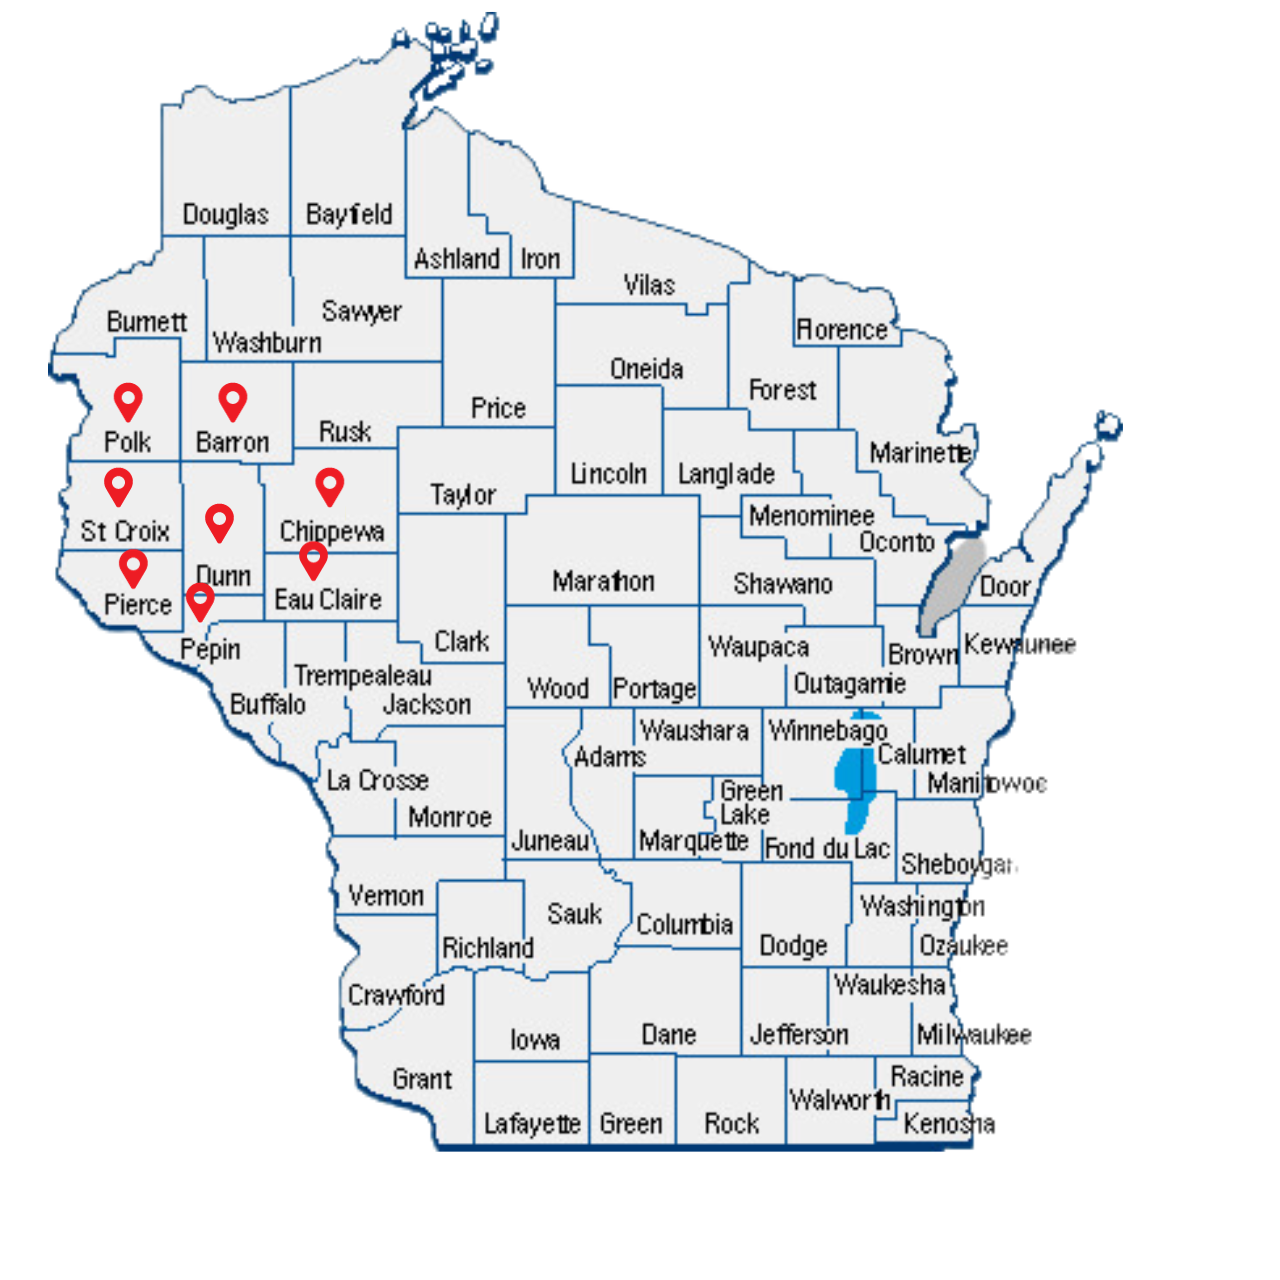 Douglas
Bayfield
Ashland
Iron
Vilas
Burnett
Washburn
Sawyer
Florence
Oneida
Forest
Price
Polk
Barron
Rusk
Marinette
Lincoln
Langlade
Taylor
St Croix
Chippewa
Menominee
Oconto
Dunn
Marathon
Shawano
Door
Pierce
Eau Claire
Pepin
Clark
Waupaca
Brown
Kewaunee
Trempealeau
Wood
Portage
Outagamie
Buffalo
Jackson
Waushara
Winnebago
Adams
Calumet
La Crosse
Manitowoc
Green
Lake
Monroe
Juneau
Marquette
Fond du Lac
Sheboygan
Vernon
Sauk
Columbia
Washington
Richland
Dodge
Ozaukee
Crawford
Waukesha
Iowa
Dane
Jefferson
Milwaukee
Grant
Racine
Walworth
Lafayette
Green
Rock
Kenosha